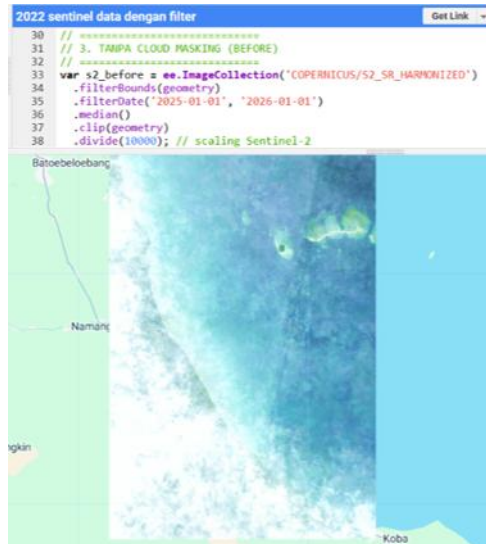 2022 sentinel data dengan filter
Get Link
30 // ============================
31 // 3. TANPA CLOUD MASKING (BEFORE)
32 // ============================
33 var s2_before = ee.ImageCollection('COPERNICUS/S2_SR_HARMONIZED')
34 .filterBounds(geometry)
35 .filterDate('2025-01-01', '2026-01-01')
36 .median()
37 .clip(geometry)
38 .divide(10000); // scaling Sentinel-2
Batoebeloebang
Namang
ngkin
Koba